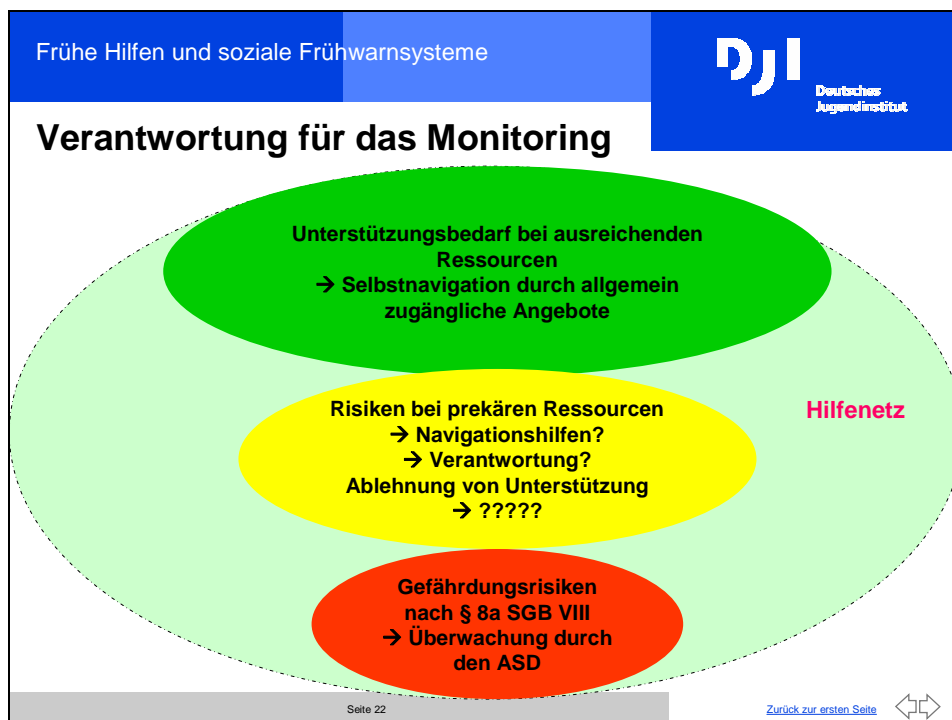 Frühe Hilfen und soziale Frühwarnsysteme
DJI
Deutsches
Jugendinstitut
Verantwortung für das Monitoring
Unterstützungsbedarf bei ausreichenden
Ressourcen
→ Selbstnavigation durch allgemein
zugängliche Angebote
Risiken bei prekären Ressourcen
→ Navigationshilfen?
→ Verantwortung?
Ablehnung von Unterstützung
→ ?????
Hilfenetz
Gefährdungsrisiken
nach § 8a SGB VIII
→ Überwachung durch
den ASD
Seite 22
Zurück zur ersten Seite